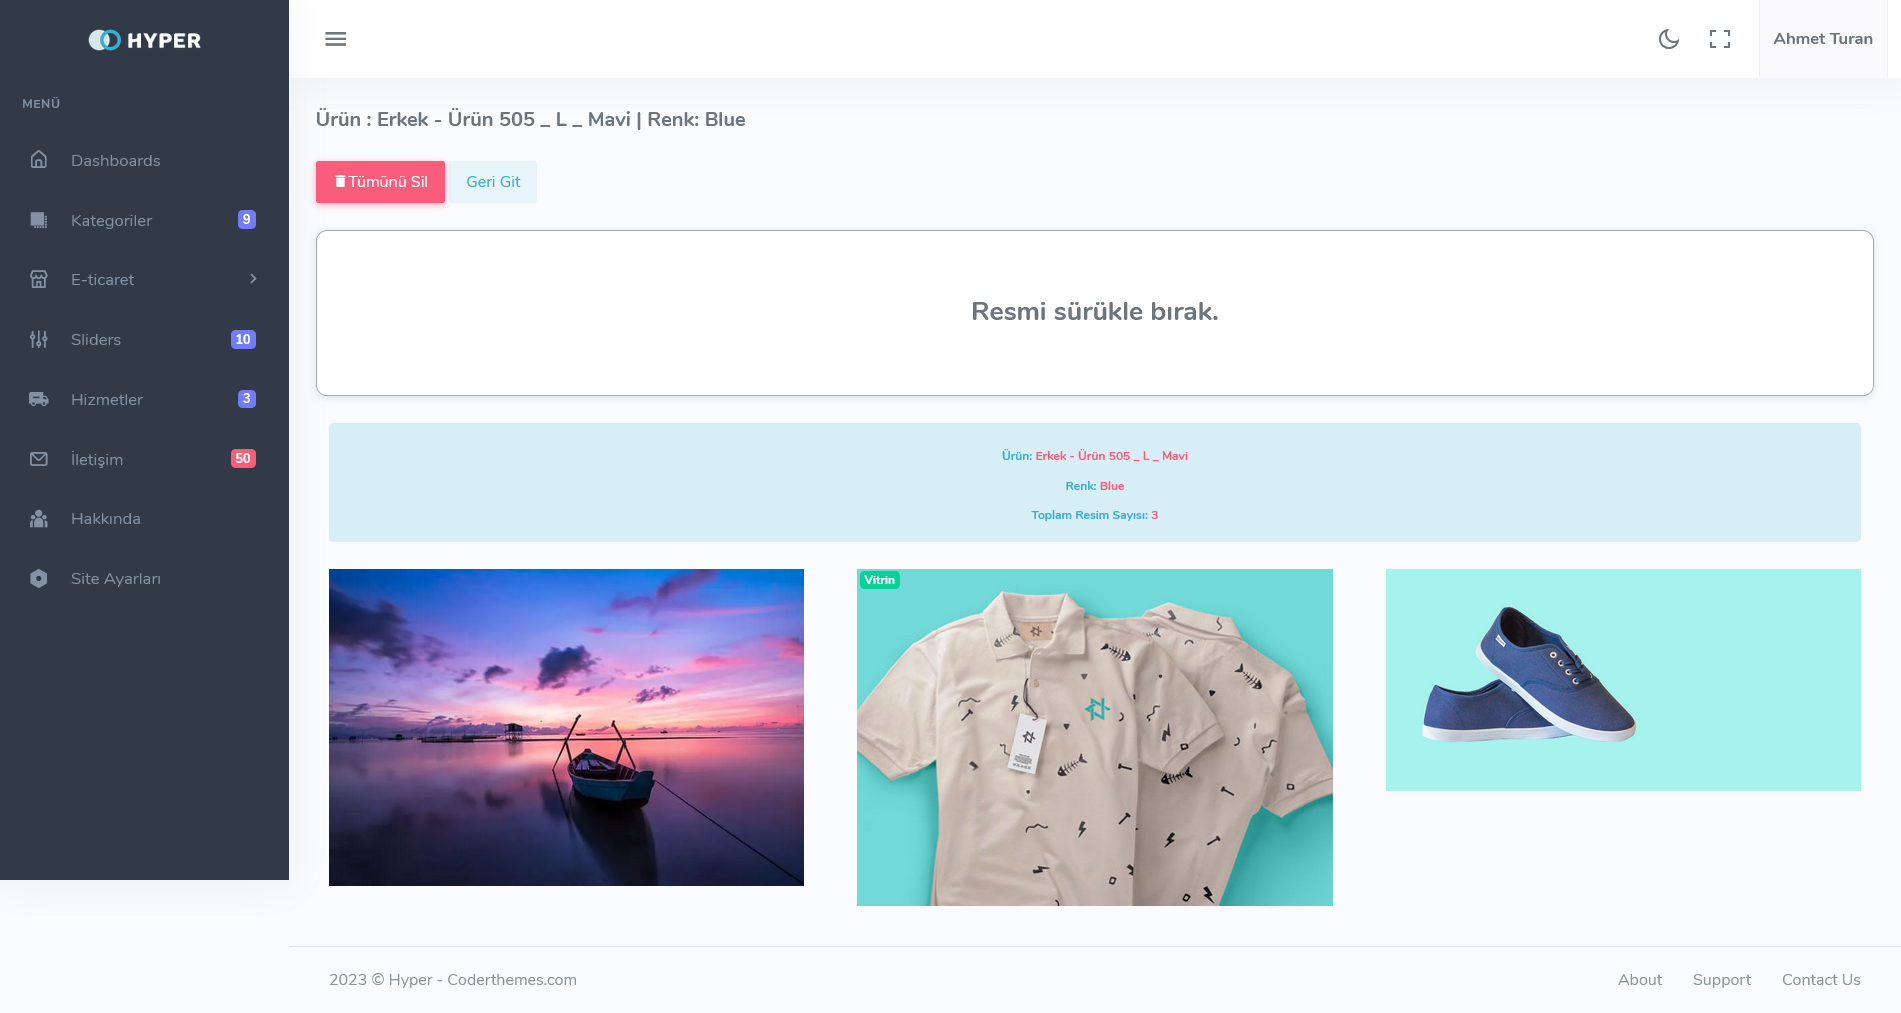 HYPER
Ahmet Turan
MENÜ
Dashboards
Kategoriler 9
E-ticaret
Sliders 10
Hizmetler 3
İletişim 50
Hakkında
Site Ayarları
Ürün : Erkek - Ürün 505 _ L _ Mavi | Renk: Blue
Tümünü Sil
Geri Git
Resmi sürükle bırak.
Ürün: Erkek - Ürün 505 _ L _ Mavi
Renk: Blue
Toplam Resim Sayısı: 3
Vitrin
2023 © Hyper - Coderthemes.com
About Support Contact Us